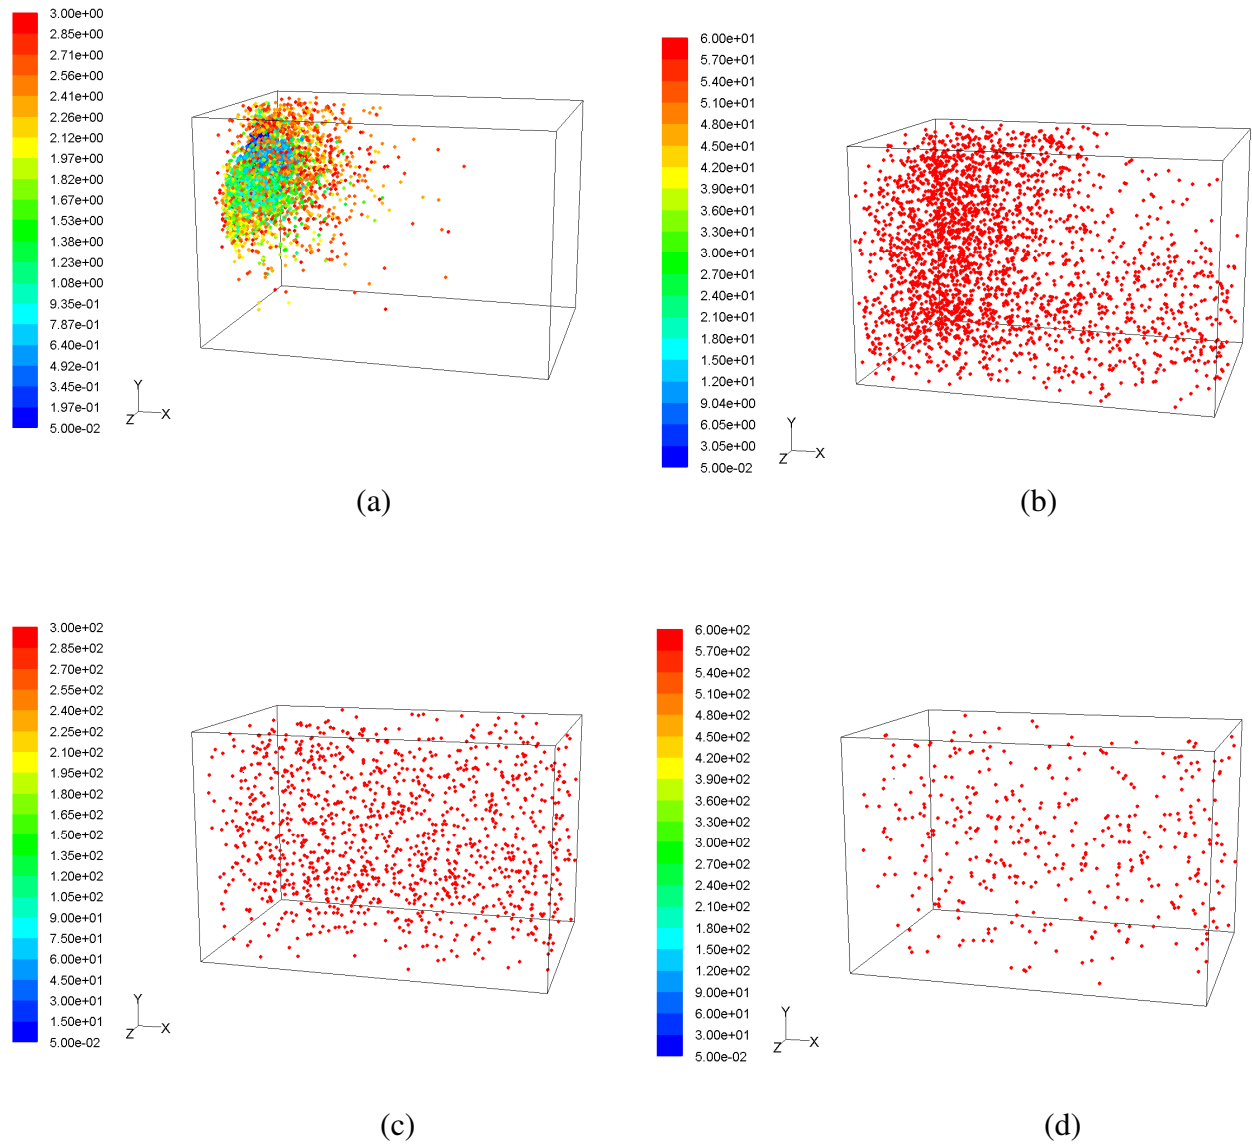 3.00e+00
2.85e+00
2.71e+00
2.56e+00
2.41e+00
2.26e+00
2.12e+00
1.97e+00
1.82e+00
1.67e+00
1.53e+00
1.38e+00
1.23e+00
1.08e+00
9.35e-01
7.87e-01
6.40e-01
4.92e-01
3.45e-01
1.97e-01
5.00e-02
Y
Z X
(a)
6.00e+01
5.70e+01
5.40e+01
5.10e+01
4.80e+01
4.50e+01
4.20e+01
3.90e+01
3.60e+01
3.30e+01
3.00e+01
2.70e+01
2.40e+01
2.10e+01
1.80e+01
1.50e+01
1.20e+01
9.04e+00
6.05e+00
3.05e+00
5.00e-02
Y
Z X
(b)
3.00e+02
2.85e+02
2.70e+02
2.55e+02
2.40e+02
2.25e+02
2.10e+02
1.95e+02
1.80e+02
1.65e+02
1.50e+02
1.35e+02
1.20e+02
1.05e+02
9.00e+01
7.50e+01
6.00e+01
4.50e+01
3.00e+01
1.50e+01
5.00e-02
Y
Z X
(c)
6.00e+02
5.70e+02
5.40e+02
5.10e+02
4.80e+02
4.50e+02
4.20e+02
3.90e+02
3.60e+02
3.30e+02
3.00e+02
2.70e+02
2.40e+02
2.10e+02
1.80e+02
1.50e+02
1.20e+02
9.00e+01
6.00e+01
3.00e+01
5.00e-02
Y
Z X
(d)